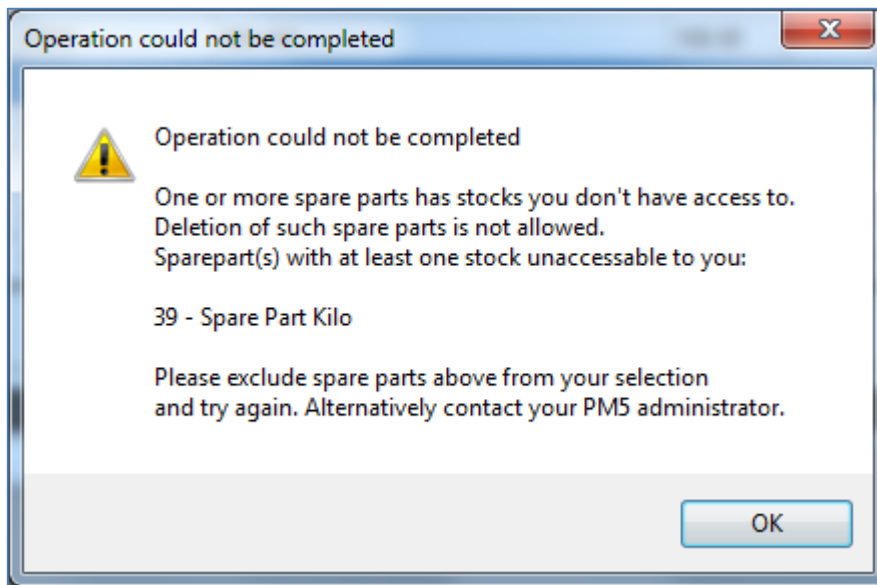 Operation could not be completed
Operation could not be completed
One or more spare parts has stocks you don't have access to.
Deletion of such spare parts is not allowed.
Sparepart(s) with at least one stock unaccessable to you:
39 - Spare Part Kilo
Please exclude spare parts above from your selection
and try again. Alternatively contact your PM5 administrator.
OK